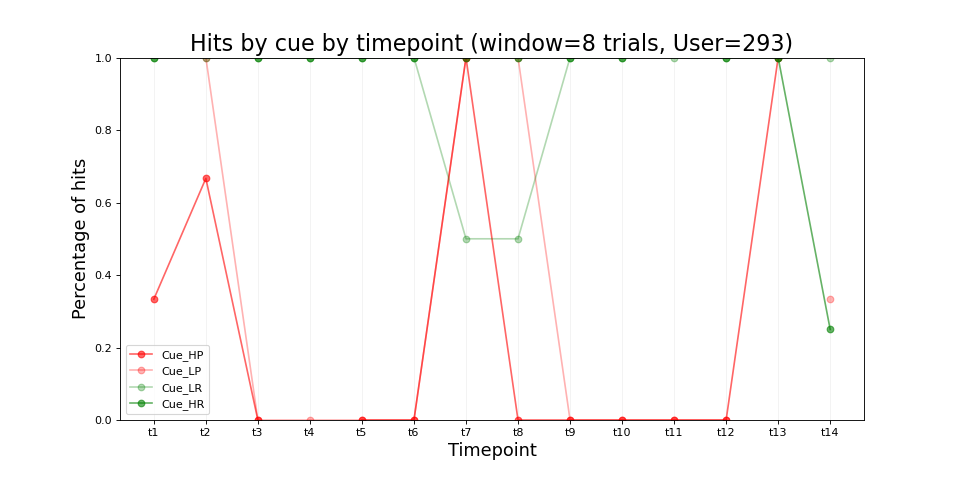 Hits by cue by timepoint (window=8 trials, User=293)
Percentage of hits
1.0
0.8
0.6
0.4
0.2
0.0
Cue_HP
Cue_LP
Cue_LR
Cue_HR
t1 t2 t3 t4 t5 t6 t7 t8 t9 t10 t11 t12 t13 t14
Timepoint